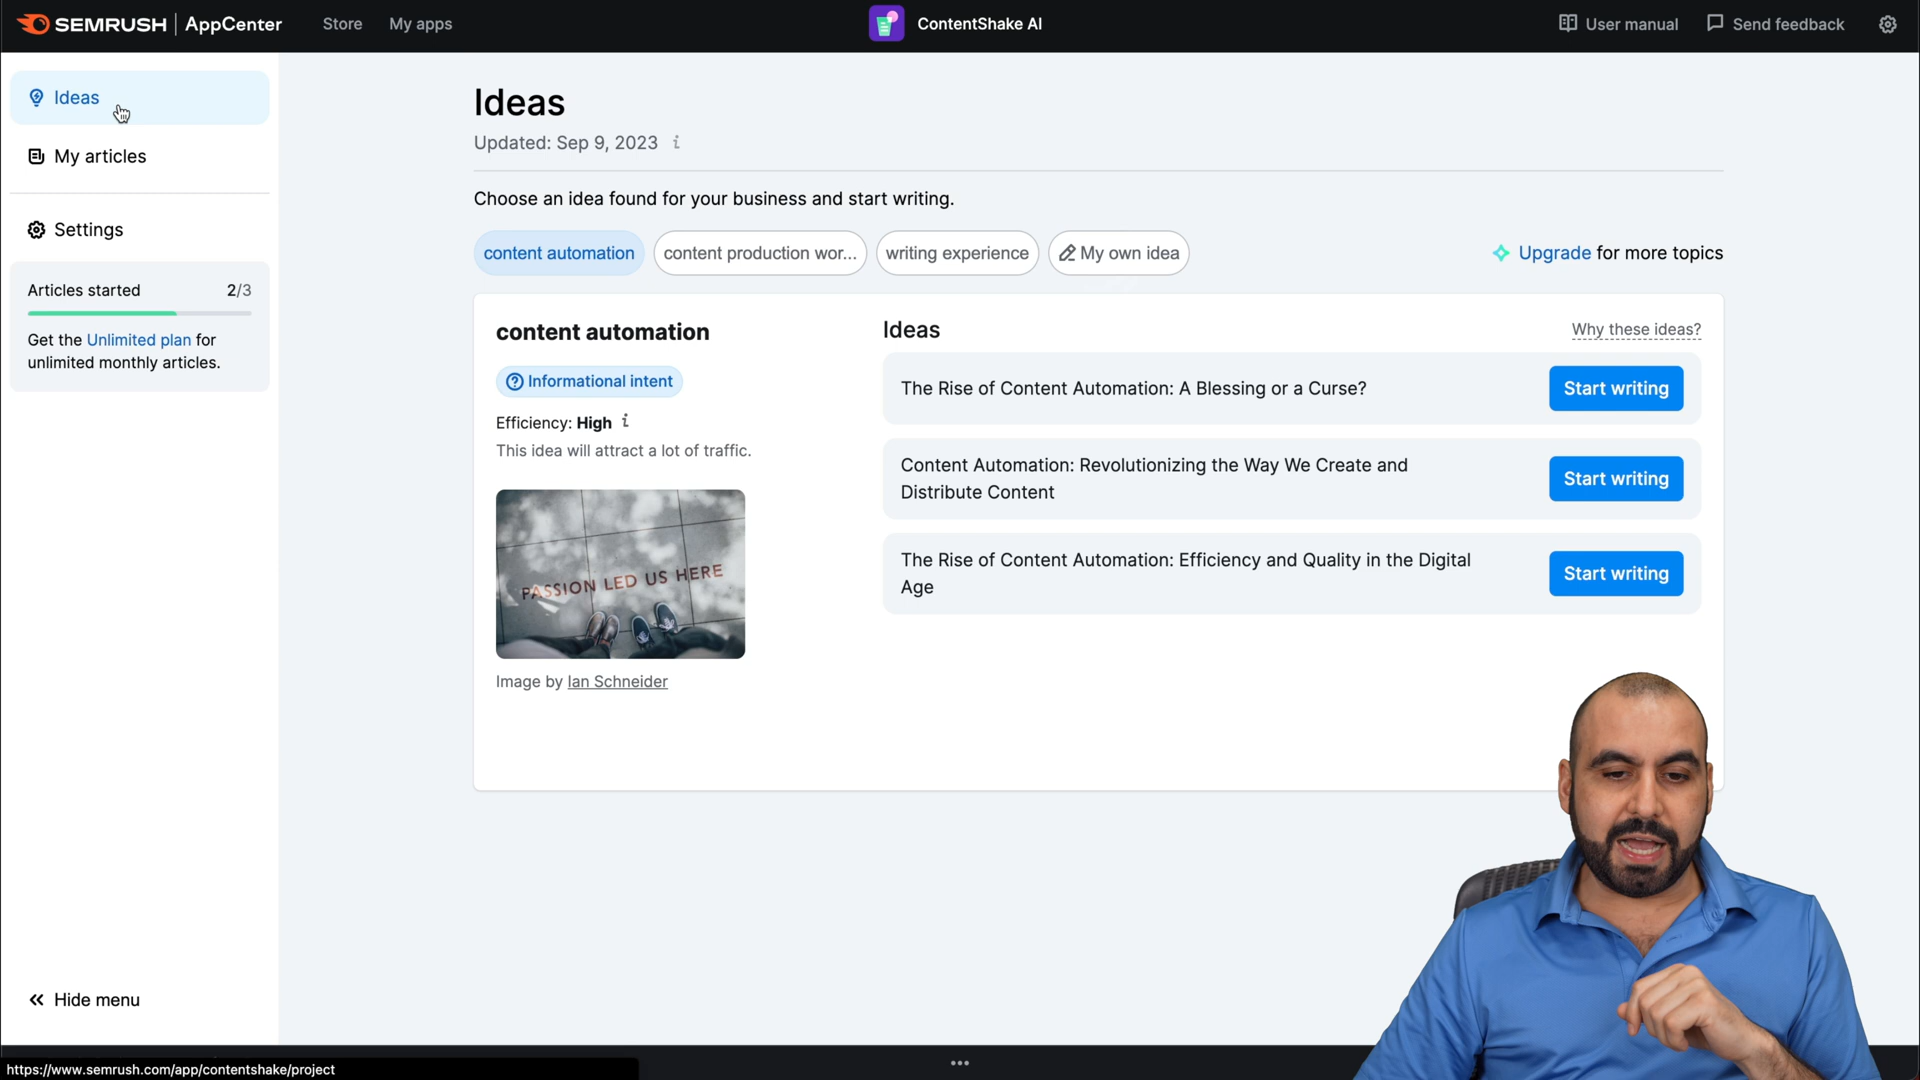 SEMRUSH AppCenter Store My apps ContentShake AI User manual Send feedback
Ideas
My articles
Settings
Articles started 2/3
Get the Unlimited plan for
unlimited monthly articles.
Hide menu
Ideas
Updated: Sep 9, 2023 i
Choose an idea found for your business and start writing.
content automation content production wor... writing experience My own idea Upgrade for more topics
content automation
Informational intent
Efficiency: High i
This idea will attract a lot of traffic.
PASSION LED US HERE
Image by Ian Schneider
Ideas Why these ideas?
The Rise of Content Automation: A Blessing or a Curse? Start writing
Content Automation: Revolutionizing the Way We Create and
Distribute Content
Start writing
The Rise of Content Automation: Efficiency and Quality in the Digital
Age
Start writing
https://www.semrush.com/app/contentshake/project